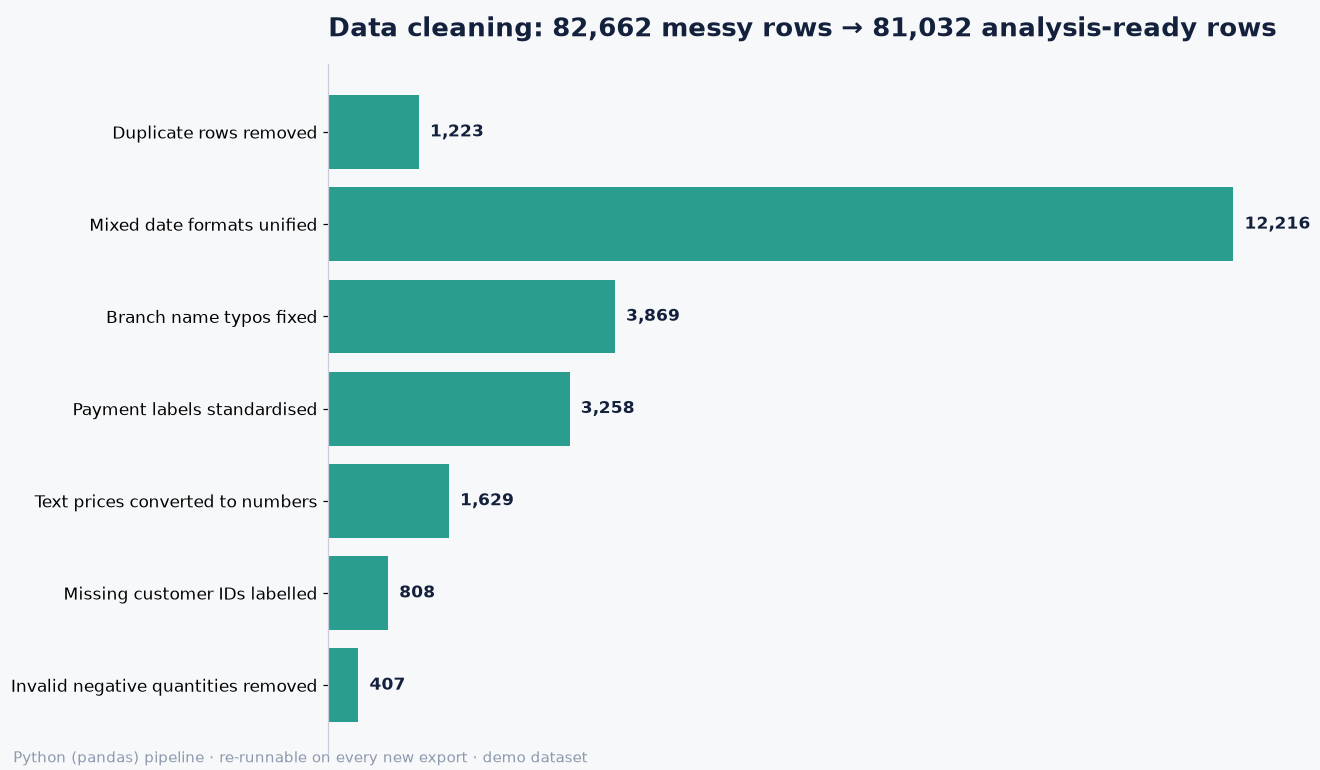 Data cleaning: 82,662 messy rows → 81,032 analysis-ready rows
Duplicate rows removed 1,223
Mixed date formats unified 12,216
Branch name typos fixed 3,869
Payment labels standardised 3,258
Text prices converted to numbers 1,629
Missing customer IDs labelled 808
Invalid negative quantities removed 407
Python (pandas) pipeline · re-runnable on every new export · demo dataset